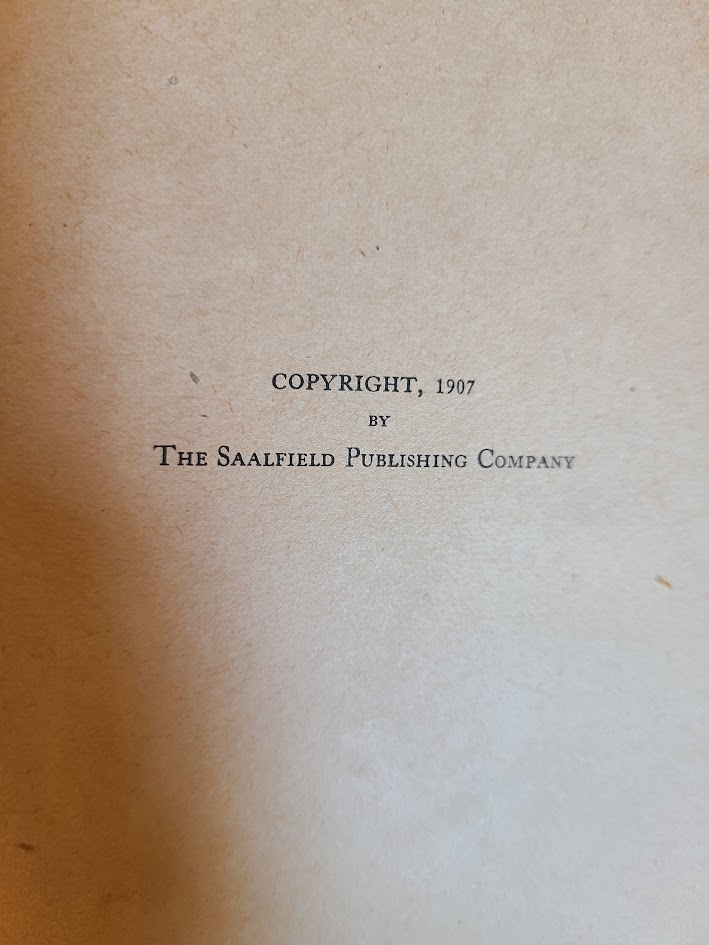 COPYRIGHT, 1907
BY
THE SAALFIELD PUBLISHING COMPANY